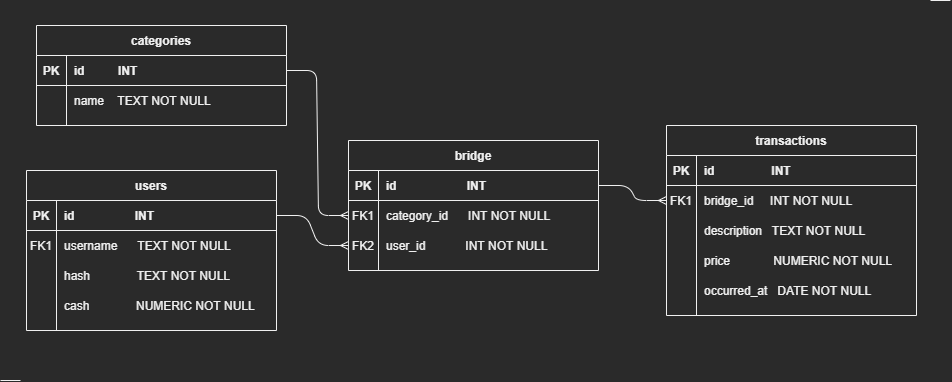 categories
PK id INT
name TEXT NOT NULL
users
PK id INT
FK1 username TEXT NOT NULL
hash TEXT NOT NULL
cash NUMERIC NOT NULL
bridge
PK id INT
FK1 category_id INT NOT NULL
FK2 user_id INT NOT NULL
transactions
PK id INT
FK1 bridge_id INT NOT NULL
description TEXT NOT NULL
price NUMERIC NOT NULL
occurred_at DATE NOT NULL